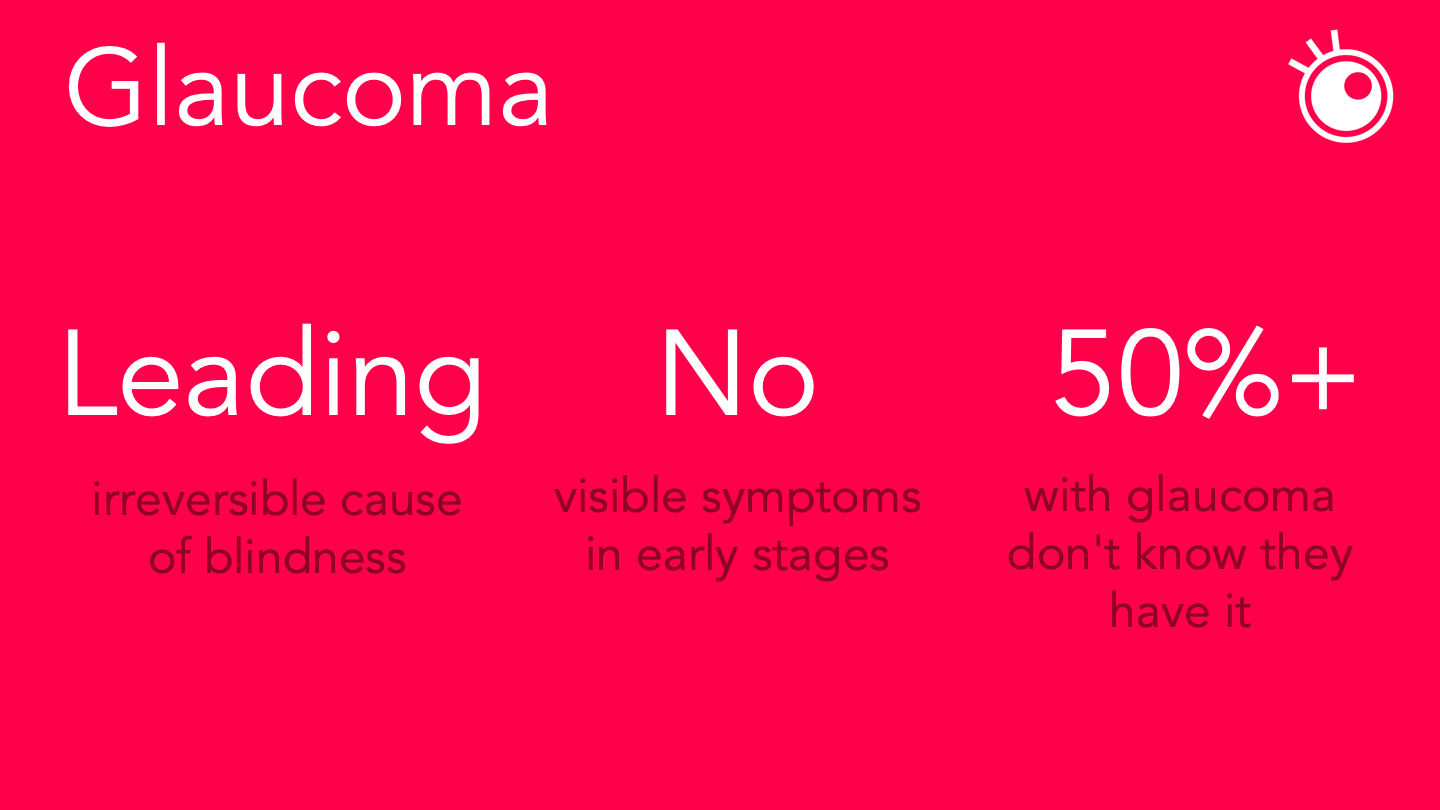 Glaucoma
Leading
irreversible cause
of blindness
No
visible symptoms
in early stages
50%+
with glaucoma
don't know they
have it